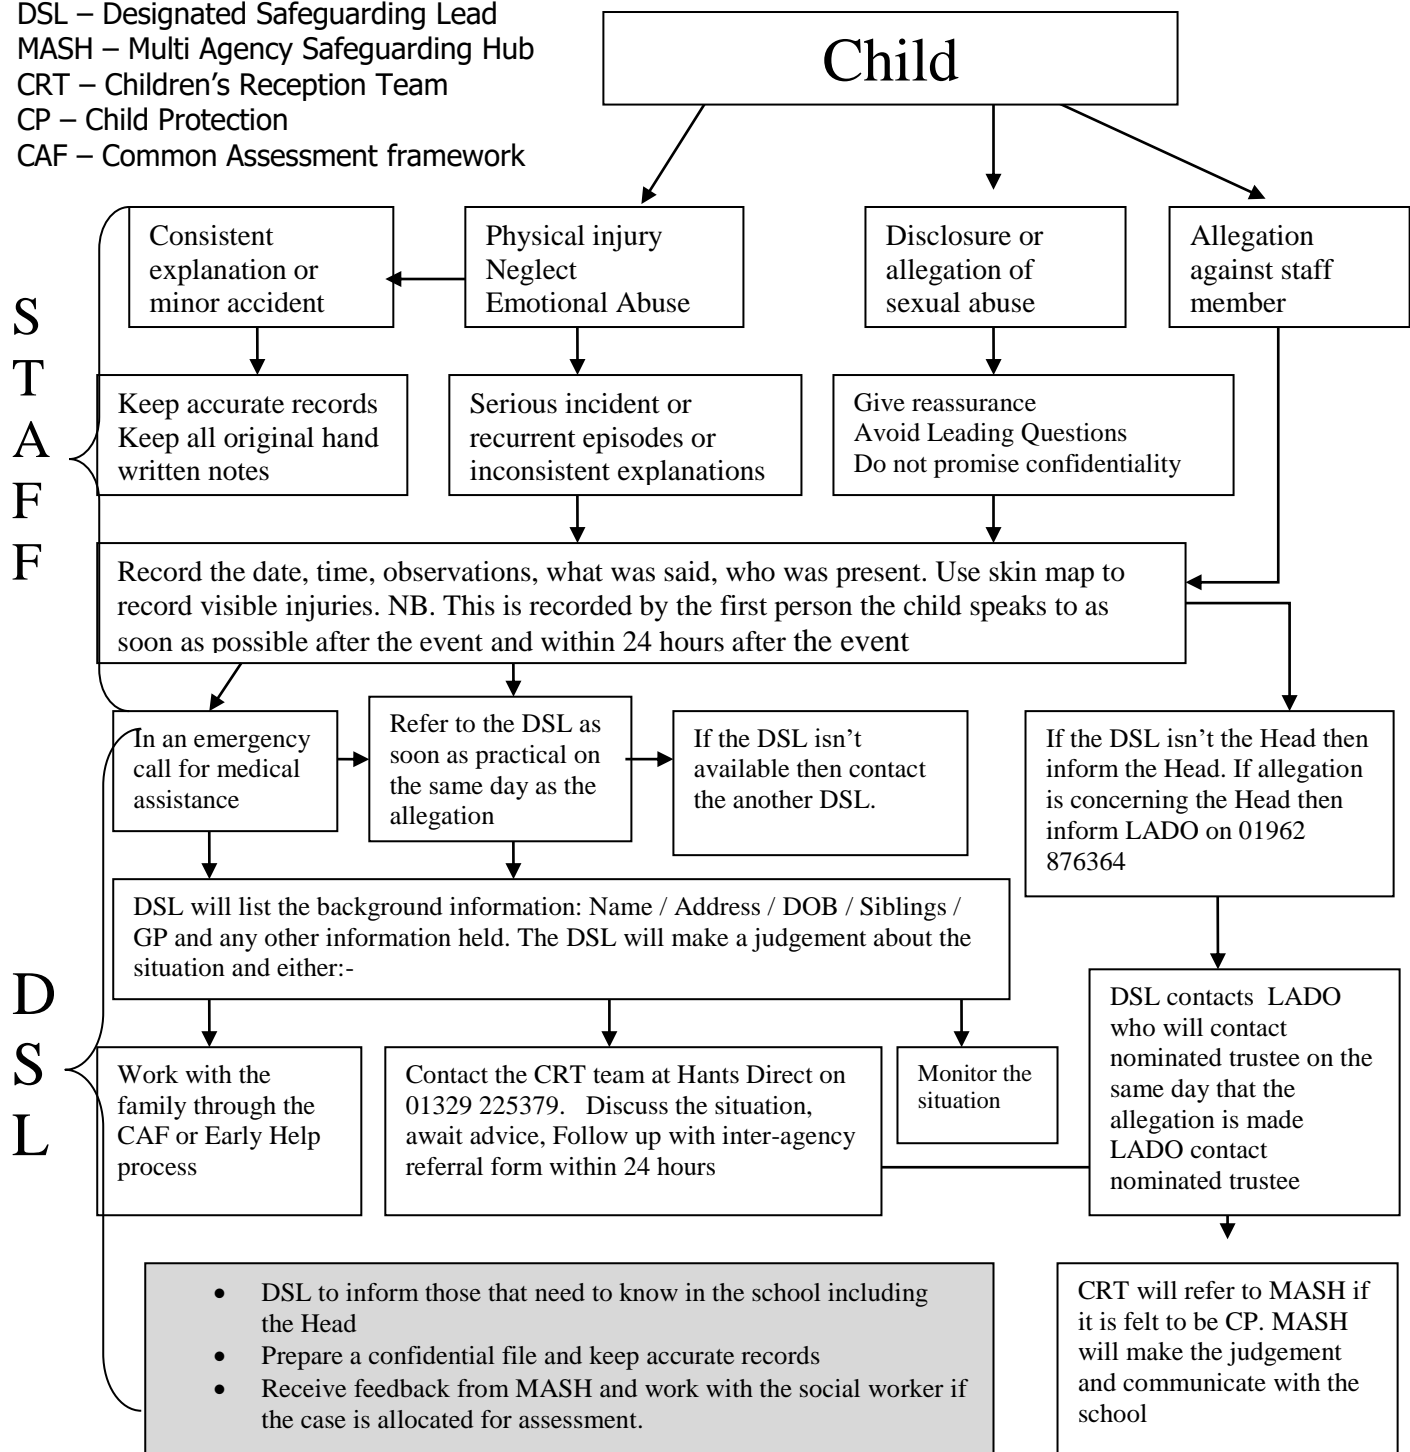 DSL – Designated Safeguarding Lead
MASH – Multi Agency Safeguarding Hub
CRT – Children's Reception Team
CP – Child Protection
CAF – Common Assessment framework
Child
Consistent
explanation or
minor accident
Physical injury
Neglect
Emotional Abuse
Disclosure or
allegation of
sexual abuse
Allegation
against staff
member
S
T
A
F
F
Keep accurate records
Keep all original hand
written notes
Serious incident or
recurrent episodes or
inconsistent explanations
Give reassurance
Avoid Leading Questions
Do not promise confidentiality
Record the date, time, observations, what was said, who was present. Use skin map to
record visible injuries. NB. This is recorded by the first person the child speaks to as
soon as possible after the event and within 24 hours after the event
In an emergency
call for medical
assistance
Refer to the DSL as
soon as practical on
the same day as the
allegation
If the DSL isn't
available then contact
the another DSL.
If the DSL isn't the Head then
inform the Head. If allegation
is concerning the Head then
inform LADO on 01962
876364
DSL will list the background information: Name / Address / DOB / Siblings /
GP and any other information held. The DSL will make a judgement about the
situation and either:-
D
S
L
Work with the
family through the
CAF or Early Help
process
Contact the CRT team at Hants Direct on
01329 225379.   Discuss the situation,
await advice, Follow up with inter-agency
referral form within 24 hours
Monitor the
situation
DSL contacts  LADO
who will contact
nominated trustee on the
same day that the
allegation is made
LADO contact
nominated trustee
• DSL to inform those that need to know in the school including
the Head
• Prepare a confidential file and keep accurate records
• Receive feedback from MASH and work with the social worker if
the case is allocated for assessment.
CRT will refer to MASH if
it is felt to be CP. MASH
will make the judgement
and communicate with the
school